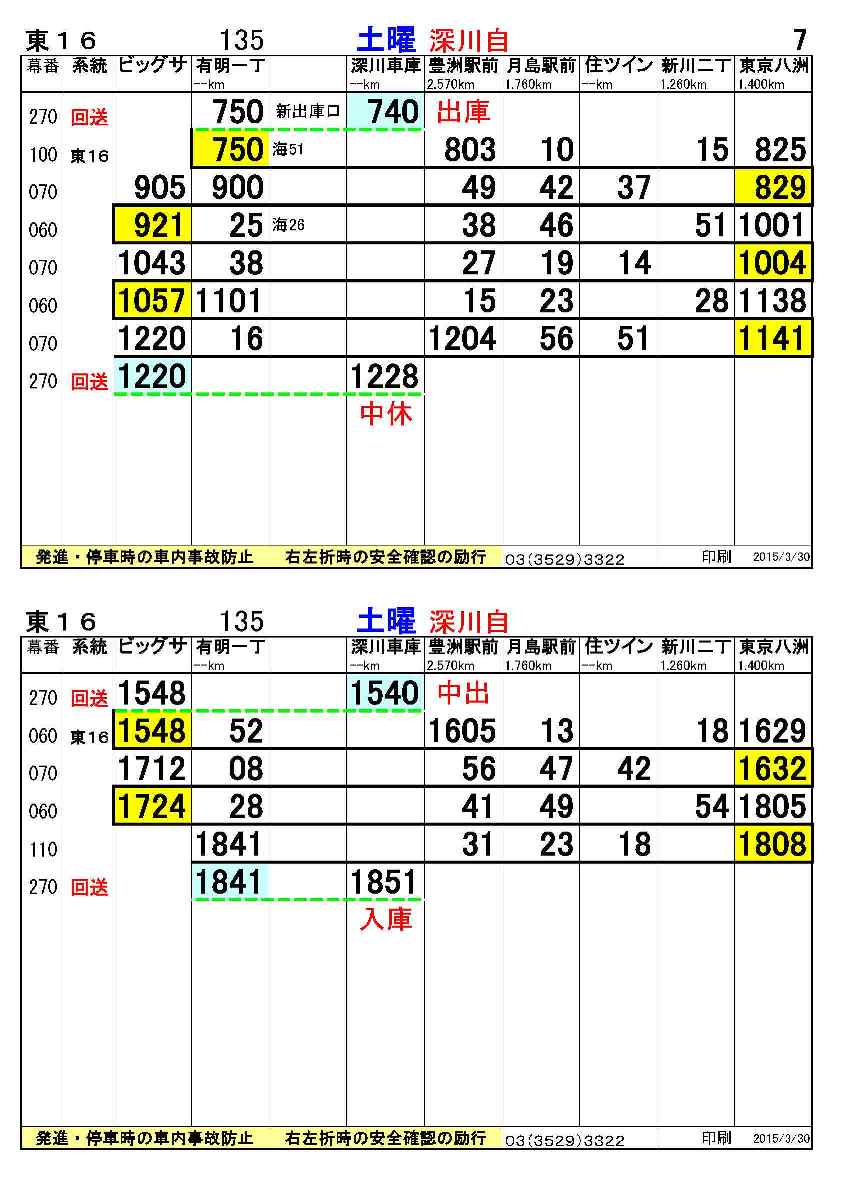 東１６ 135 土曜 深川自 7
幕番 系統 ビッグサ 有明一丁 深川車庫 豊洲駅前 月島駅前 住ツイン 新川二丁 東京八洲
--km --km 2.570km 1.760km --km 1.260km 1.400km
270 回送 750 新出庫口 740 出庫
100 東16 750 海51 803 10 15 825
070 905 900 49 42 37 829
060 921 25 海26 38 46 51 1001
070 1043 38 27 19 14 1004
060 1057 1101 15 23 28 1138
070 1220 16 1204 56 51 1141
270 回送 1220 1228
中休
発進・停車時の車内事故防止 右左折時の安全確認の励行 03(3529)3322 印刷 2015/3/30
東１６ 135 土曜 深川自
幕番 系統 ビッグサ 有明一丁 深川車庫 豊洲駅前 月島駅前 住ツイン 新川二丁 東京八洲
--km --km 2.570km 1.760km --km 1.260km 1.400km
270 回送 1548 1540 中出
060 東16 1548 52 1605 13 18 1629
070 1712 08 56 47 42 1632
060 1724 28 41 49 54 1805
110 1841 31 23 18 1808
270 回送 1841 1851
入庫
発進・停車時の車内事故防止 右左折時の安全確認の励行 03(3529)3322 印刷 2015/3/30